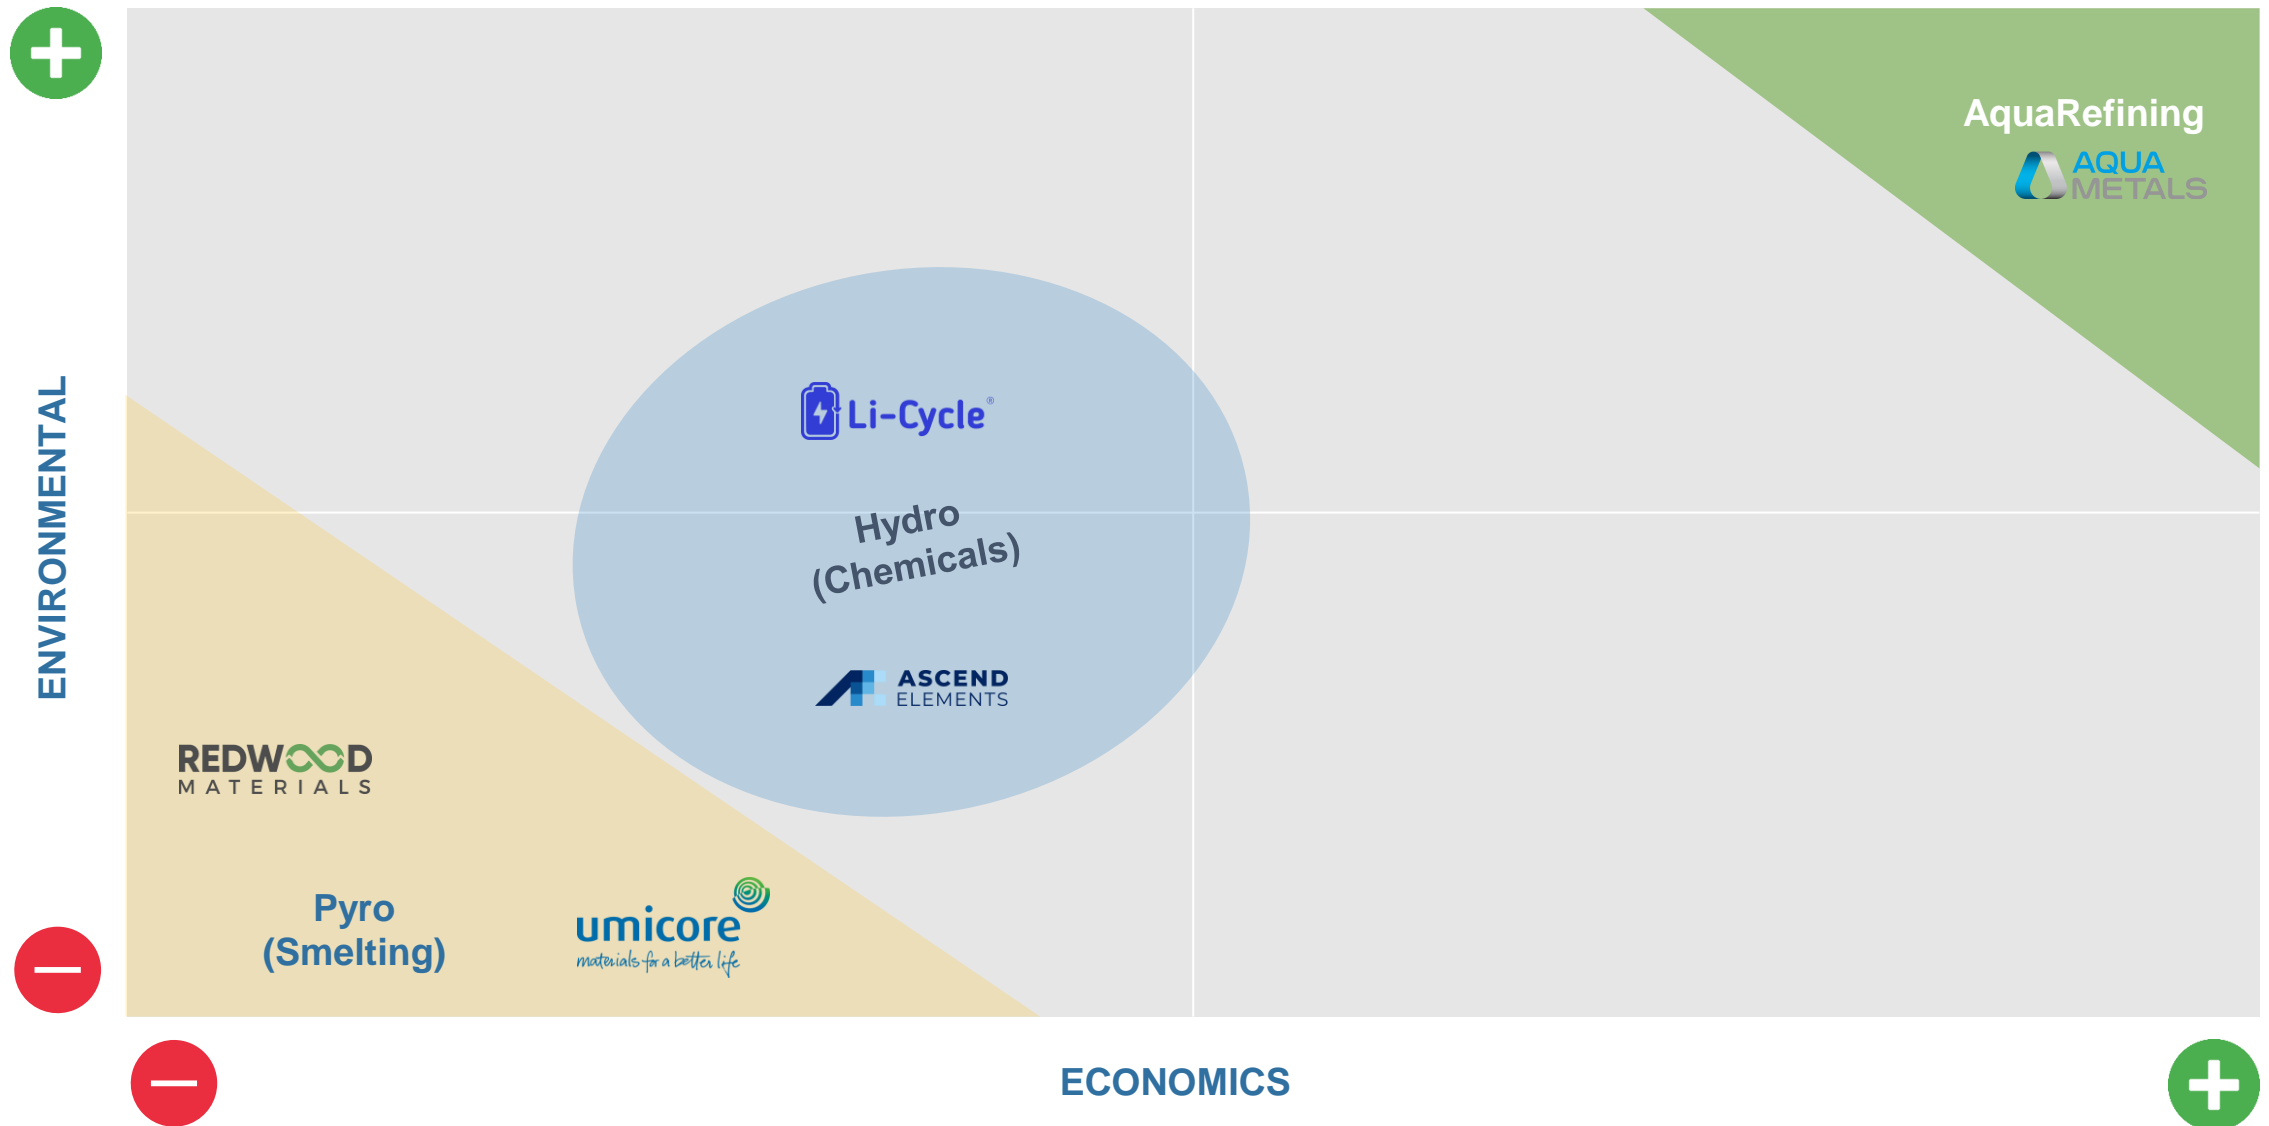 AquaRefining
AQUA
METALS
Li-Cycle®
Hydro
(Chemicals)
ASCEND
ELEMENTS
REDWOOD
MATERIALS
Pyro
(Smelting)
umicore
materials for a better life
ENVIRONMENTAL
ECONOMICS